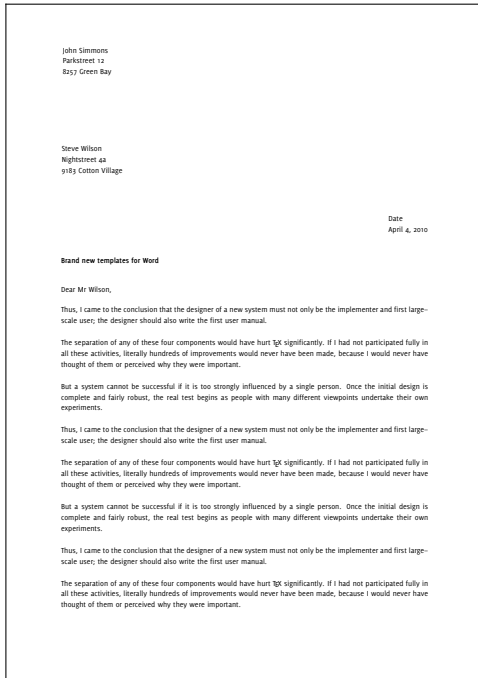 John Simmons
Parkstreet 12
8257 Green Bay
Steve Wilson
Nightstreet 4a
9183 Cotton Village
Date
April 4, 2010
Brand new templates for Word
Dear Mr Wilson,
Thus, I came to the conclusion that the designer of a new system must not only be the implementer and first large–
scale user; the designer should also write the first user manual.
The separation of any of these four components would have hurt TEX significantly. If I had not participated fully in
all these activities, literally hundreds of improvements would never have been made, because I would never have
thought of them or perceived why they were important.
But a system cannot be successful if it is too strongly influenced by a single person. Once the initial design is
complete and fairly robust, the real test begins as people with many different viewpoints undertake their own
experiments.
Thus, I came to the conclusion that the designer of a new system must not only be the implementer and first large–
scale user; the designer should also write the first user manual.
The separation of any of these four components would have hurt TEX significantly. If I had not participated fully in
all these activities, literally hundreds of improvements would never have been made, because I would never have
thought of them or perceived why they were important.
But a system cannot be successful if it is too strongly influenced by a single person. Once the initial design is
complete and fairly robust, the real test begins as people with many different viewpoints undertake their own
experiments.
Thus, I came to the conclusion that the designer of a new system must not only be the implementer and first large–
scale user; the designer should also write the first user manual.
The separation of any of these four components would have hurt TEX significantly. If I had not participated fully in
all these activities, literally hundreds of improvements would never have been made, because I would never have
thought of them or perceived why they were important.